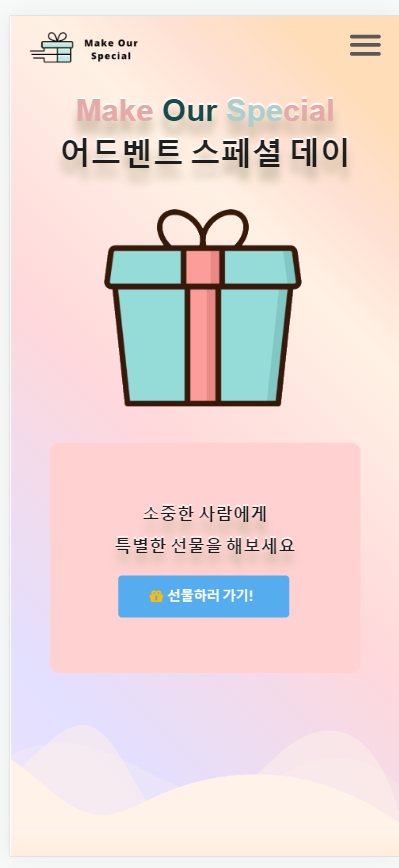 Make Our
Special
Make Our Special
어드벤트 스페셜 데이
소중한 사람에게
특별한 선물을 해보세요
선물하러 가기!